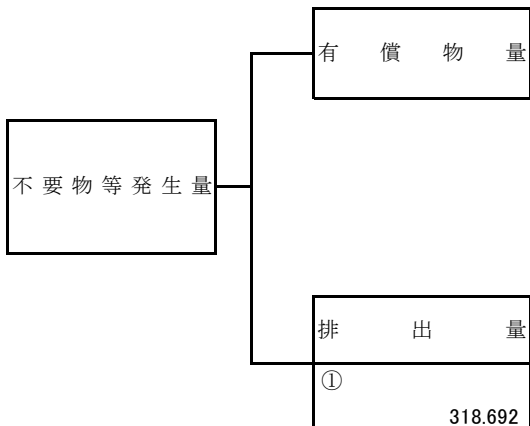 有償物量
不要物等発生量
排出量
①
318.692